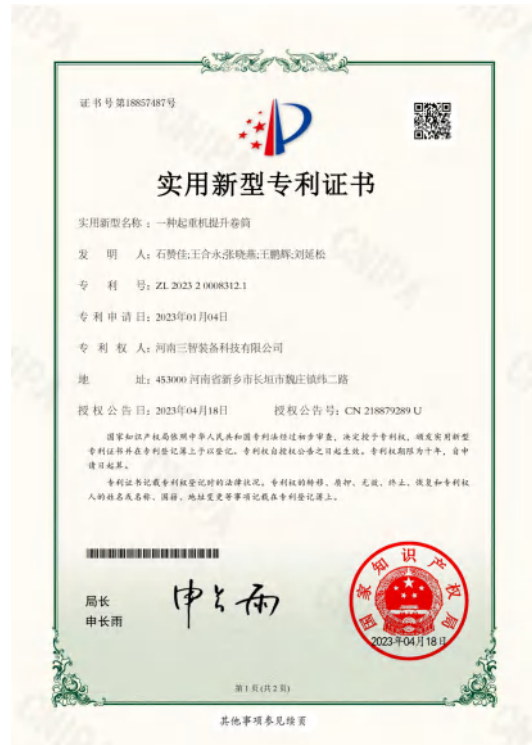 证书号第18857487号
实用新型专利证书
实用新型名称：一种起重机提升卷筒
发 明 人：石赞佳;王合永;张晓燕;王鹏辉;刘延松
专 利 号：ZL 2023 2 0008312.1
专利申请日：2023年01月04日
专 利 权 人：河南三智装备科技有限公司
地 址：453000 河南省新乡市长垣市魏庄镇纬二路
授权公告日：2023年04月18日 授权公告号：CN 218879289 U
国家知识产权局依照中华人民共和国专利法经过初步审查，决定授予专利权，颁发实用新型
专利证书并在专利登记簿上予以登记。专利权自授权公告之日起生效。专利权期限为十年，自申
请日起算。
专利证书记载专利权登记时的法律状况。专利权的转移、质押、无效、终止、恢复和专利权
人的姓名或名称、国籍、地址变更等事项记载在专利登记簿上。
局长
申长雨
申长雨
国家知识产权局
2023年04月18日
第1页(共2页)
其他事项参见续页
CNIPA